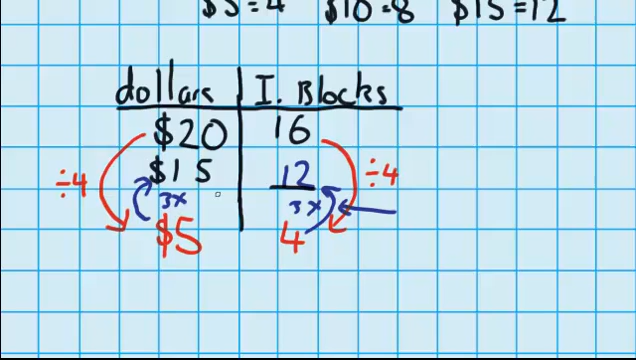 $5=4 $10=8 $15=12
dollars I. Blocks
$20 16
÷4 $15 12 ÷4
3x 3x
$5 4